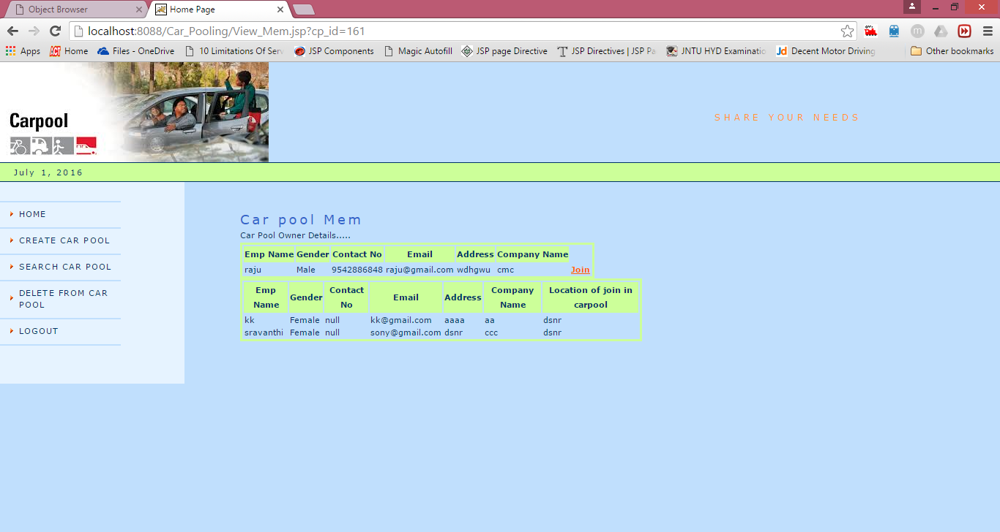 Object Browser
Home Page
localhost:8088/Car_Pooling/View_Mem.jsp?cp_id=161
Apps Home Files - OneDrive 10 Limitations Of Serv JSP Components Magic Autofill JSP page Directive JSP Directives | JSP Pa JNTU HYD Examinatio Decent Motor Driving Other bookmarks
Carpool
SHARE YOUR NEEDS
July 1, 2016
HOME
CREATE CAR POOL
SEARCH CAR POOL
DELETE FROM CAR
POOL
LOGOUT
Car pool Mem
Car Pool Owner Details.....
Emp Name Gender Contact No Email Address Company Name
raju Male 9542886848 raju@gmail.com wdhgwu cmc Join
Emp Name Gender Contact No Email Address Company Name Location of join in carpool
kk Female null kk@gmail.com aaaa aa dsnr
sravanthi Female null sony@gmail.com dsnr ccc dsnr